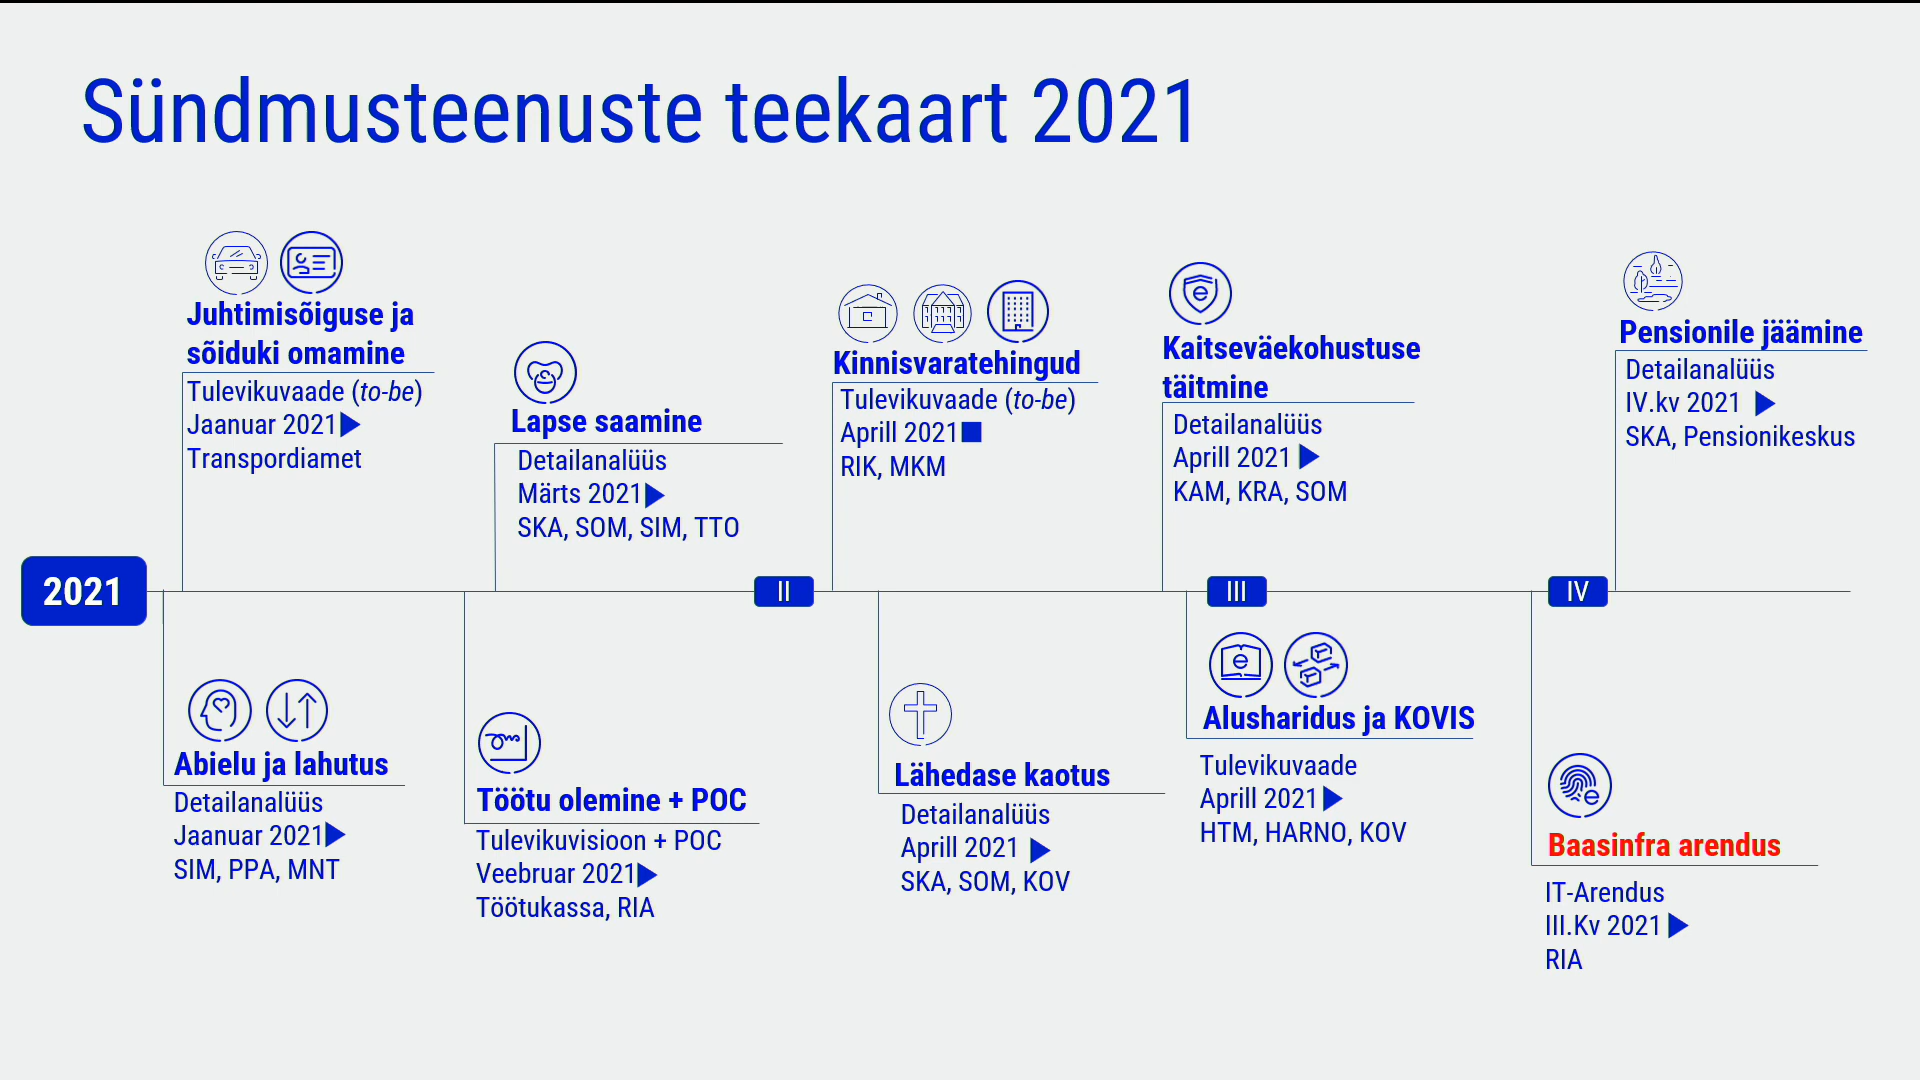 Sündmusteenuste teekaart 2021
Juhtimisõiguse ja
sõiduki omamine
Tulevikuvaade (to-be)
Jaanuar 2021
Transpordiamet
Lapse saamine
Detailanalüüs
Märts 2021
SKA, SOM, SIM, TTO
Kinnisvaratehingud
Tulevikuvaade (to-be)
Aprill 2021
RIK, MKM
Kaitseväekohustuse
täitmine
Detailanalüüs
Aprill 2021
KAM, KRA, SOM
Pensionile jäämine
Detailanalüüs
IV.kv 2021
SKA, Pensionikeskus
2021
II
III
IV
Abielu ja lahutus
Detailanalüüs
Jaanuar 2021
SIM, PPA, MNT
Töötu olemine + POC
Tulevikuvisioon + POC
Veebruar 2021
Töötukassa, RIA
Lähedase kaotus
Detailanalüüs
Aprill 2021
SKA, SOM, KOV
Alusharidus ja KOVIS
Tulevikuvaade
Aprill 2021
HTM, HARNO, KOV
Baasinfra arendus
IT-Arendus
III.Kv 2021
RIA